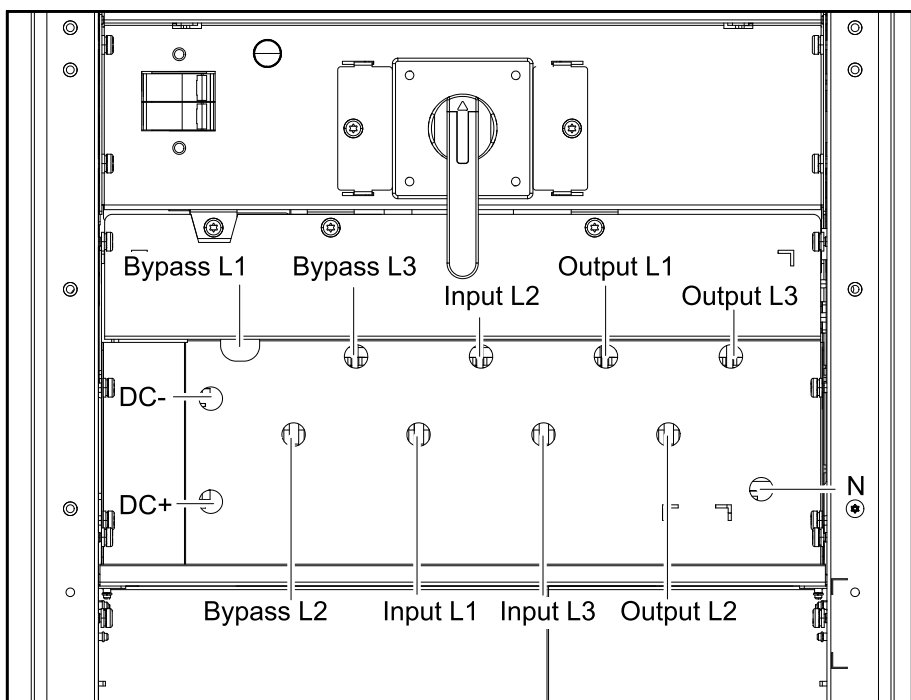 Bypass L1
Bypass L3
Input L2
Output L1
Output L3
DC-
DC+
N
Bypass L2
Input L1
Input L3
Output L2